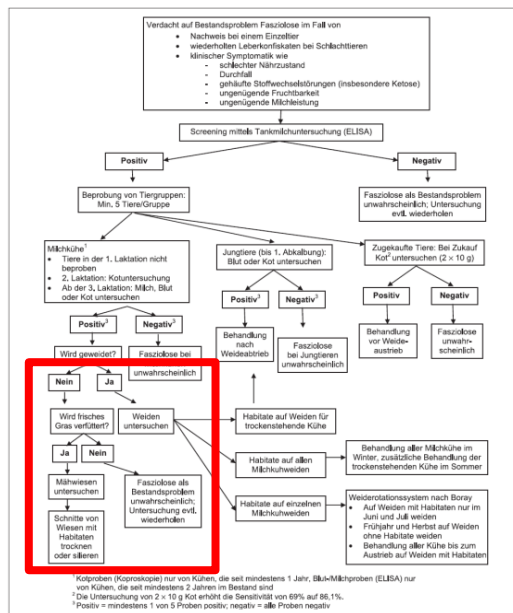 Verdacht auf Bestandsproblem Fasziolose im Fall von
• Nachweis bei einem Einzeltier
• wiederholten Leberkonfiskaten bei Schlachttieren
• klinischer Symptomatik wie
- schlechter Nährzustand
- Durchfall
- gehäufte Stoffwechselstörungen (insbesondere Ketose)
- ungenügende Fruchtbarkeit
- ungenügende Milchleistung
Screening mittels Tankmilchuntersuchung (ELISA)
Positiv
Negativ
Beprobung von Tiergruppen:
Min. 5 Tiere/Gruppe
Fasziolose als Bestandsproblem
unwahrscheinlich; Untersuchung
evtl. wiederholen
Milchkühe¹
• Tiere in der 1. Laktation nicht
beproben
• 2. Laktation: Kotuntersuchung
• Ab der 3. Laktation: Milch, Blut
oder Kot untersuchen
Jungtiere (bis 1. Abkalbung):
Blut oder Kot untersuchen
Zugekaufte Tiere: Bei Zukauf
Kot² untersuchen (2 × 10 g)
Positiv³
Negativ³
Positiv³
Negativ³
Positiv
Negativ
Wird geweidet?
Fasziolose bei
unwahrscheinlich
Behandlung
nach
Weideabtrieb
Fasziolose
bei Jungtieren
unwahrscheinlich
Behandlung
vor Weide-
austrieb
Fasziolose
unwahr-
scheinlich
Nein
Ja
Wird frisches
Gras verfüttert?
Weiden
untersuchen
Habitate auf Weiden für
trockenstehende Kühe
Ja
Nein
Habitate auf allen
Milchkuhweiden
Behandlung aller Milchkühe im
Winter, zusätzliche Behandlung der
trockenstehenden Kühe im Sommer
Mähwiesen
untersuchen
Fasziolose als
Bestandsproblem
unwahrscheinlich;
Untersuchung evtl.
wiederholen
Habitate auf einzelnen
Milchkuhweiden
Weiderotationssystem nach Boray
• Auf Weiden mit Habitaten nur im
Juni und Juli weiden
• Frühjahr und Herbst auf Weiden
ohne Habitate weiden
• Behandlung aller Kühe bis zum
Austrieb auf Weiden mit Habitaten
Schnitte von
Wiesen mit
Habitaten
trocknen
oder silieren
¹ Kotproben (Koproskopie) nur von Kühen, die seit mindestens 1 Jahr, Blut-/Milchproben (ELISA) nur
von Kühen, die seit mindestens 2 Jahren im Bestand sind
² Die Untersuchung von 2 × 10 g Kot erhöht die Sensitivität von 69% auf 86,1%.
³ Positiv = mindestens 1 von 5 Proben positiv; negativ = alle Proben negativ